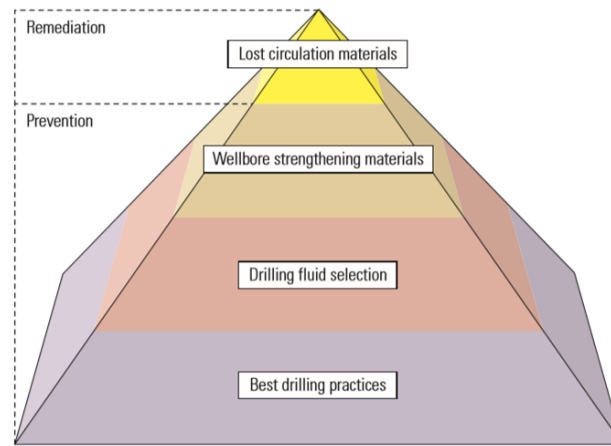 Remediation
Lost circulation materials
Prevention
Wellbore strengthening materials
Drilling fluid selection
Best drilling practices